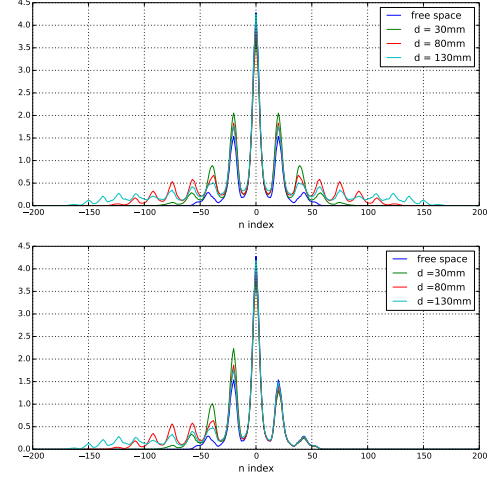 4.5
4.0
3.5
3.0
2.5
2.0
1.5
1.0
0.5
0.0
−200 −150 −100 −50 0 50 100 150 200
n index
free space
d = 30mm
d = 80mm
d = 130mm
4.5
4.0
3.5
3.0
2.5
2.0
1.5
1.0
0.5
0.0
−200 −150 −100 −50 0 50 100 150 200
n index
free space
d =30mm
d =80mm
d =130mm